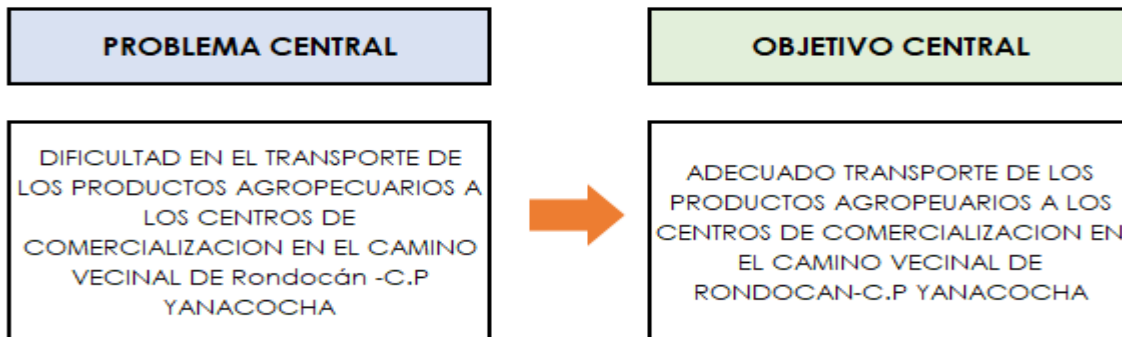 PROBLEMA CENTRAL
OBJETIVO CENTRAL
DIFICULTAD EN EL TRANSPORTE DE
LOS PRODUCTOS AGROPECUARIOS A
LOS CENTROS DE
COMERCIALIZACION EN EL CAMINO
VECINAL DE Rondocán -C.P
YANACOCHA
ADECUADO TRANSPORTE DE LOS
PRODUCTOS AGROPEUARIOS A LOS
CENTROS DE COMERCIALIZACION EN
EL CAMINO VECINAL DE
RONDOCAN-C.P YANACOCHA